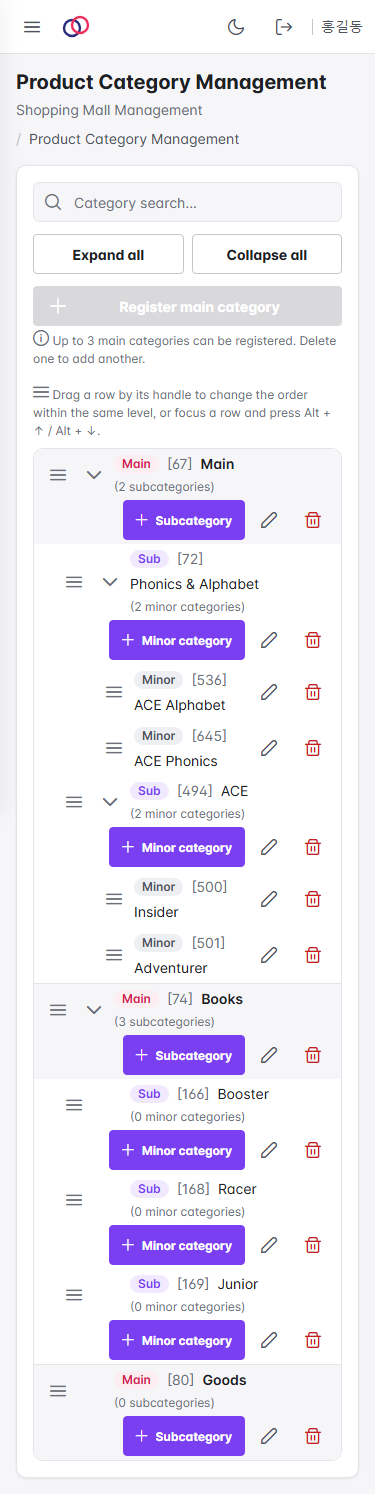 홍길동
Product Category Management
Shopping Mall Management
/ Product Category Management
Category search...
Expand all
Collapse all
Register main category
Up to 3 main categories can be registered. Delete
one to add another.
Drag a row by its handle to change the order
within the same level, or focus a row and press Alt +
↑ / Alt + ↓.
Main [67] Main
(2 subcategories)
+ Subcategory
Sub [72]
Phonics & Alphabet
(2 minor categories)
+ Minor category
Minor [536]
ACE Alphabet
Minor [645]
ACE Phonics
Sub [494] ACE
(2 minor categories)
+ Minor category
Minor [500]
Insider
Minor [501]
Adventurer
Main [74] Books
(3 subcategories)
+ Subcategory
Sub [166] Booster
(0 minor categories)
+ Minor category
Sub [168] Racer
(0 minor categories)
+ Minor category
Sub [169] Junior
(0 minor categories)
+ Minor category
Main [80] Goods
(0 subcategories)
+ Subcategory